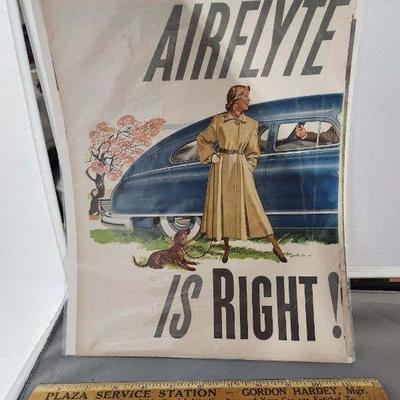 AIRFLYTE
IS RIGHT!
PLAZA SERVICE STATION — GORDON HARDEY, Mgr.